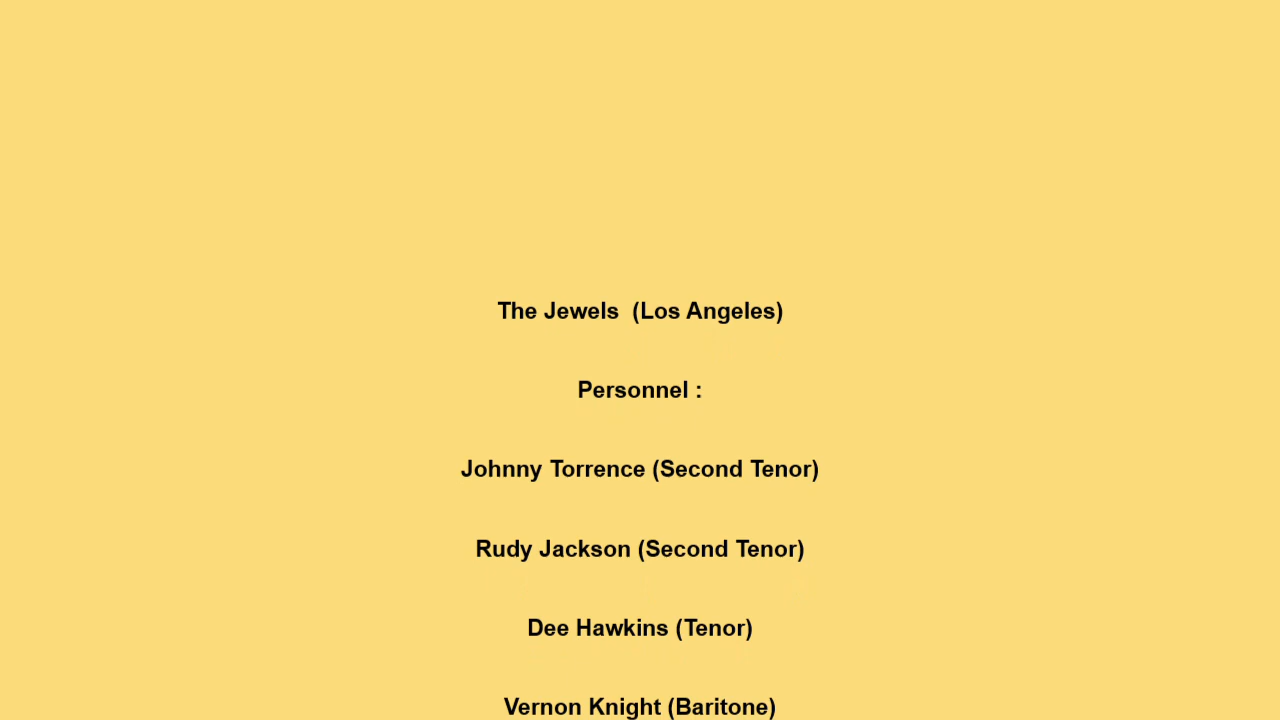 The Jewels  (Los Angeles)
Personnel :
Johnny Torrence (Second Tenor)
Rudy Jackson (Second Tenor)
Dee Hawkins (Tenor)
Vernon Knight (Baritone)